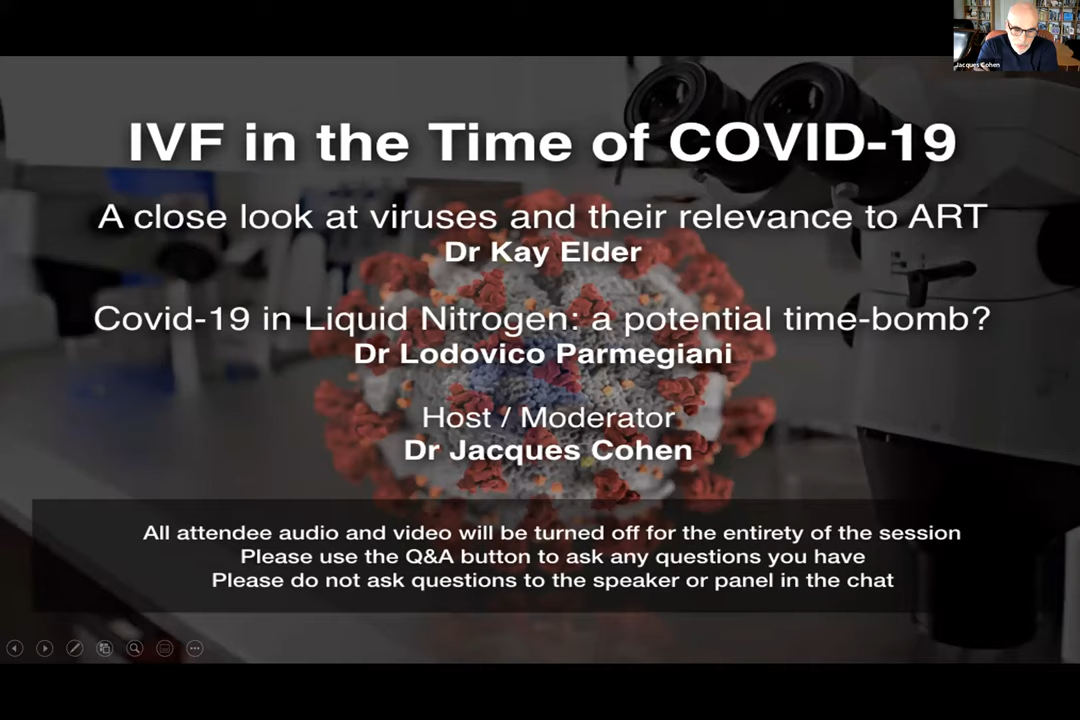 Jacques Cohen
IVF in the Time of COVID-19
A close look at viruses and their relevance to ART
Dr Kay Elder
Covid-19 in Liquid Nitrogen: a potential time-bomb?
Dr Lodovico Parmegiani
Host / Moderator
Dr Jacques Cohen
All attendee audio and video will be turned off for the entirety of the session
Please use the Q&A button to ask any questions you have
Please do not ask questions to the speaker or panel in the chat